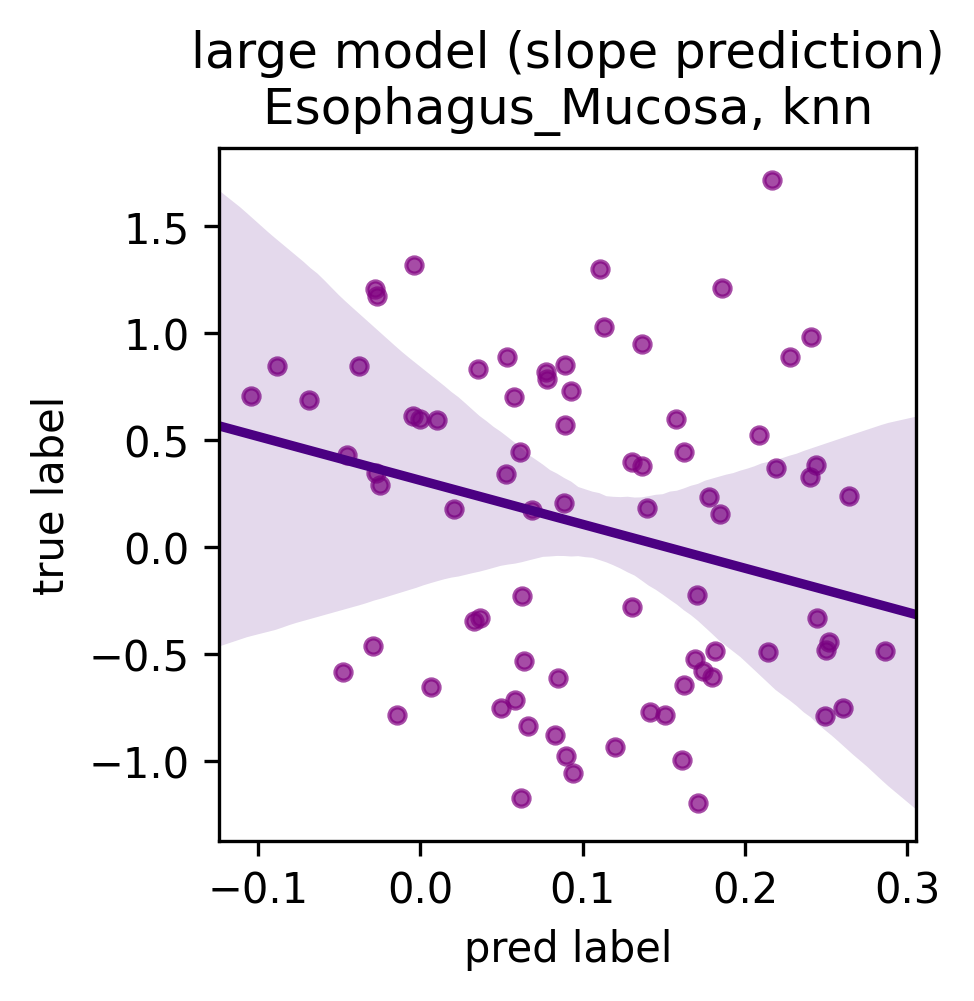 large model (slope prediction)
Esophagus_Mucosa, knn
1.5
1.0
0.5
0.0
−0.5
−1.0
true label
−0.1 0.0 0.1 0.2 0.3
pred label